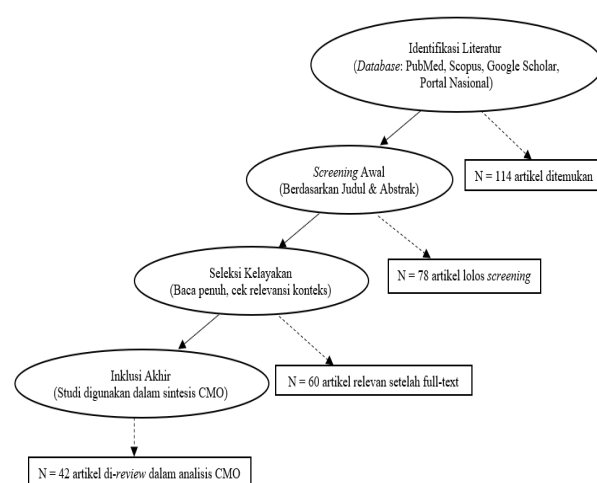 Identifikasi Literatur
(Database: PubMed, Scopus, Google Scholar,
Portal Nasional)
N = 114 artikel ditemukan
Screening Awal
(Berdasarkan Judul & Abstrak)
N = 78 artikel lolos screening
Seleksi Kelayakan
(Baca penuh, cek relevansi konteks)
N = 60 artikel relevan setelah full-text
Inklusi Akhir
(Studi digunakan dalam sintesis CMO)
N = 42 artikel di-review dalam analisis CMO